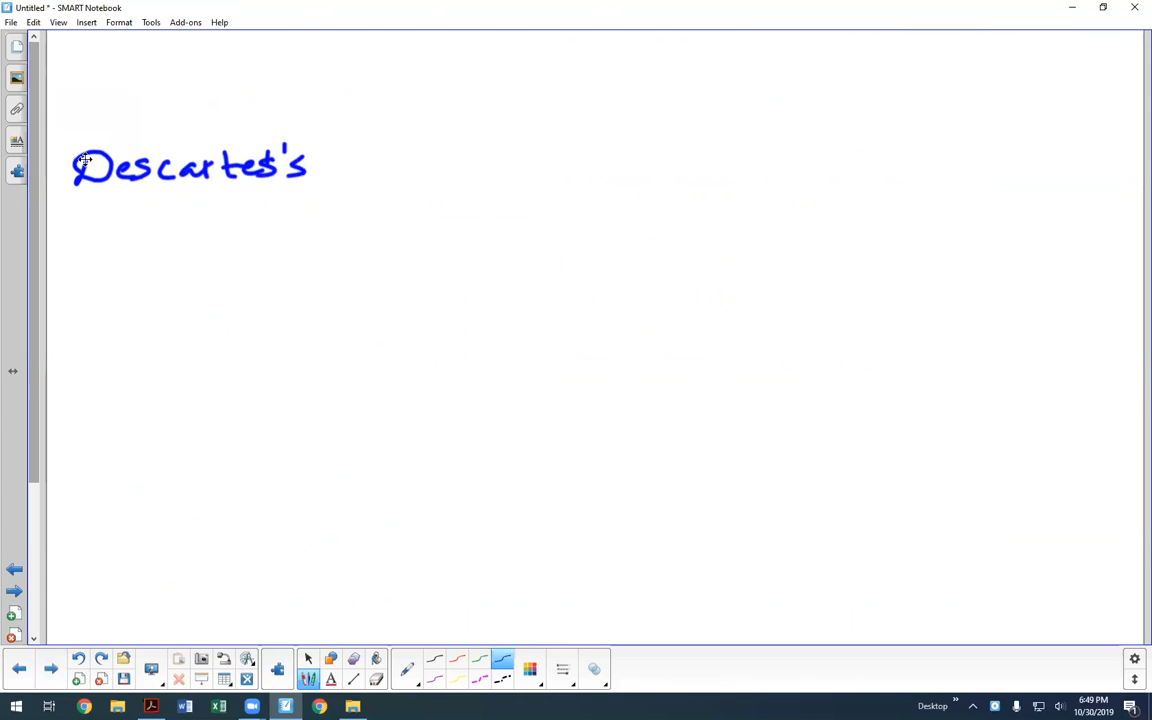 Untitled * - SMART Notebook
File Edit View Insert Format Tools Add-ons Help
Descartes's
Desktop
6:49 PM
10/30/2019